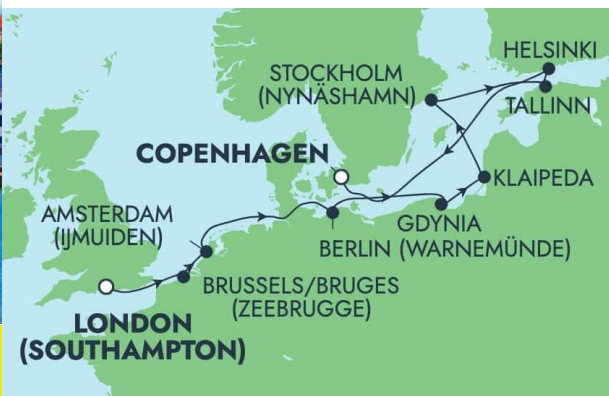 HELSINKI
STOCKHOLM
(NYNÄSHAMN)
TALLINN
COPENHAGEN
KLAIPEDA
AMSTERDAM
(IJMUIDEN)
GDYNIA
BERLIN (WARNEMÜNDE)
BRUSSELS/BRUGES
(ZEEBRUGGE)
LONDON
(SOUTHAMPTON)